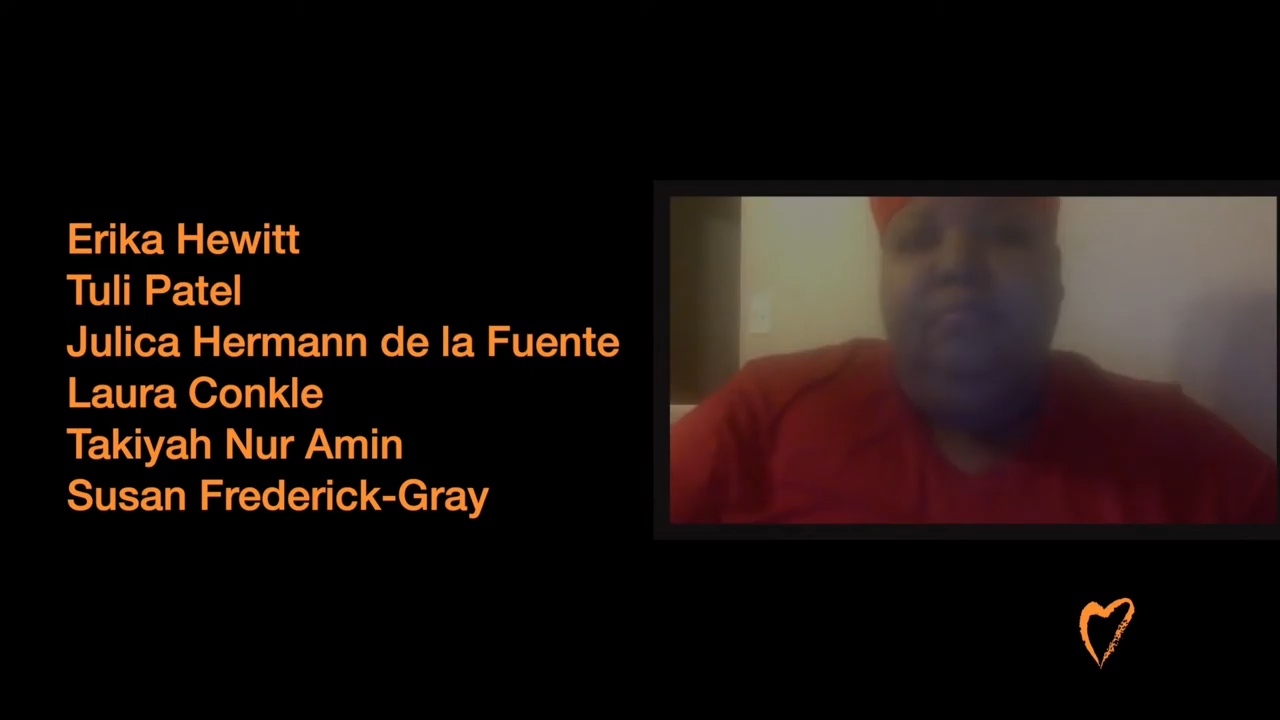 Erika Hewitt
Tuli Patel
Julica Hermann de la Fuente
Laura Conkle
Takiyah Nur Amin
Susan Frederick-Gray